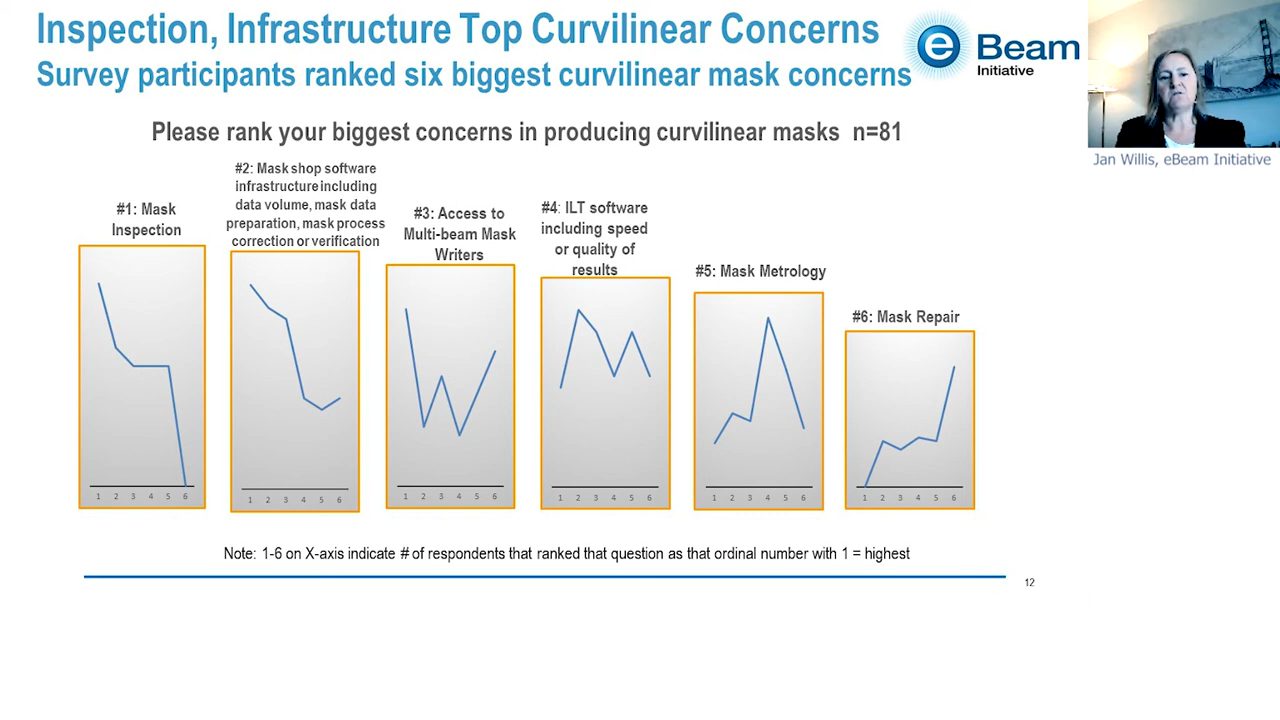 Inspection, Infrastructure Top Curvilinear Concerns
Survey participants ranked six biggest curvilinear mask concerns
e Beam
Initiative
Jan Willis, eBeam Initiative
Please rank your biggest concerns in producing curvilinear masks n=81
#1: Mask
Inspection
#2: Mask shop software
infrastructure including
data volume, mask data
preparation, mask process
correction or verification
#3: Access to
Multi-beam Mask
Writers
#4: ILT software
including speed
or quality of
results
#5: Mask Metrology
#6: Mask Repair
1 2 3 4 5 6
1 2 3 4 5 6
1 2 3 4 5 6
1 2 3 4 5 6
1 2 3 4 5 6
1 2 3 4 5 6
Note: 1-6 on X-axis indicate # of respondents that ranked that question as that ordinal number with 1 = highest
12